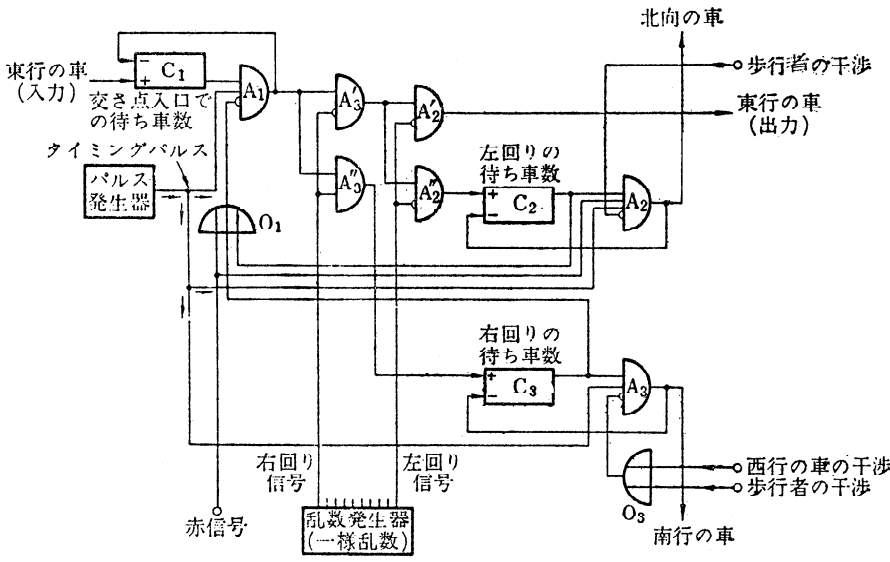 北向の車
歩行者の干渉
東行の車
(入力)
C₁
A₁
交さ点入口で
の待ち車数
タイミングパルス
パルス
発生器
O₁
A₃′
A₂′
東行の車
(出力)
A₃″
A₂″
左回りの
待ち車数
C₂
A₂
右回りの
待ち車数
C₃
A₃
右回り
信号
左回り
信号
西行の車の干渉
歩行者の干渉
O₃
赤信号
乱数発生器
(一様乱数)
南行の車